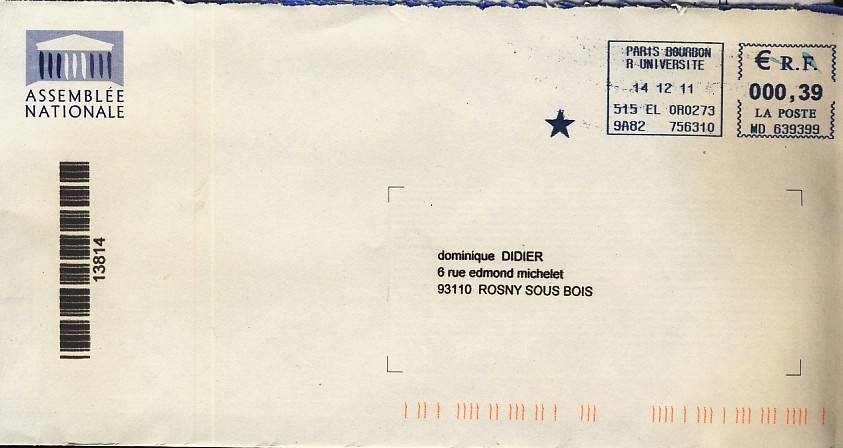 ASSEMBLÉE
NATIONALE
PARIS BOURBON
R UNIVERSITE
14 12 11
515 EL 0R0273
9A82 756310
€ R.F.
000,39
LA POSTE
MD 639399
13814
dominique DIDIER
6 rue edmond michelet
93110 ROSNY SOUS BOIS